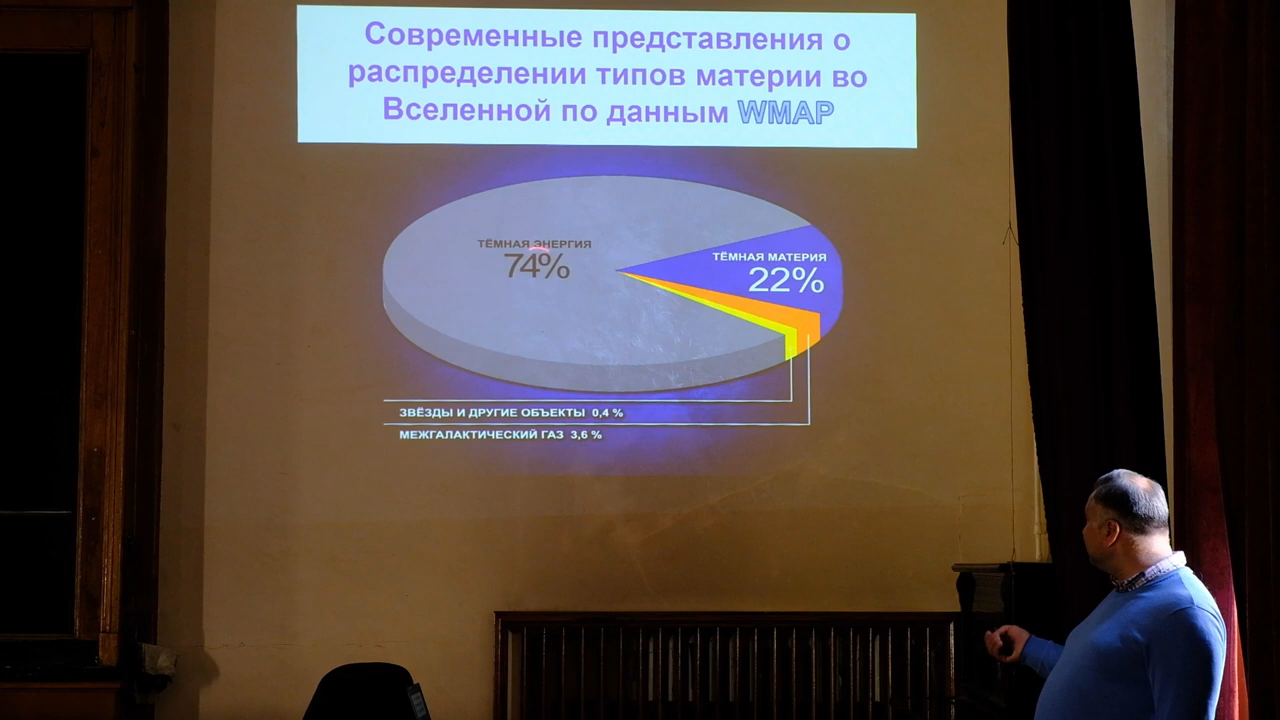 Современные представления о
распределении типов материи во
Вселенной по данным WMAP
ТЁМНАЯ ЭНЕРГИЯ
74%
ТЁМНАЯ МАТЕРИЯ
22%
ЗВЁЗДЫ И ДРУГИЕ ОБЪЕКТЫ 0,4 %
МЕЖГАЛАКТИЧЕСКИЙ ГАЗ 3,6 %